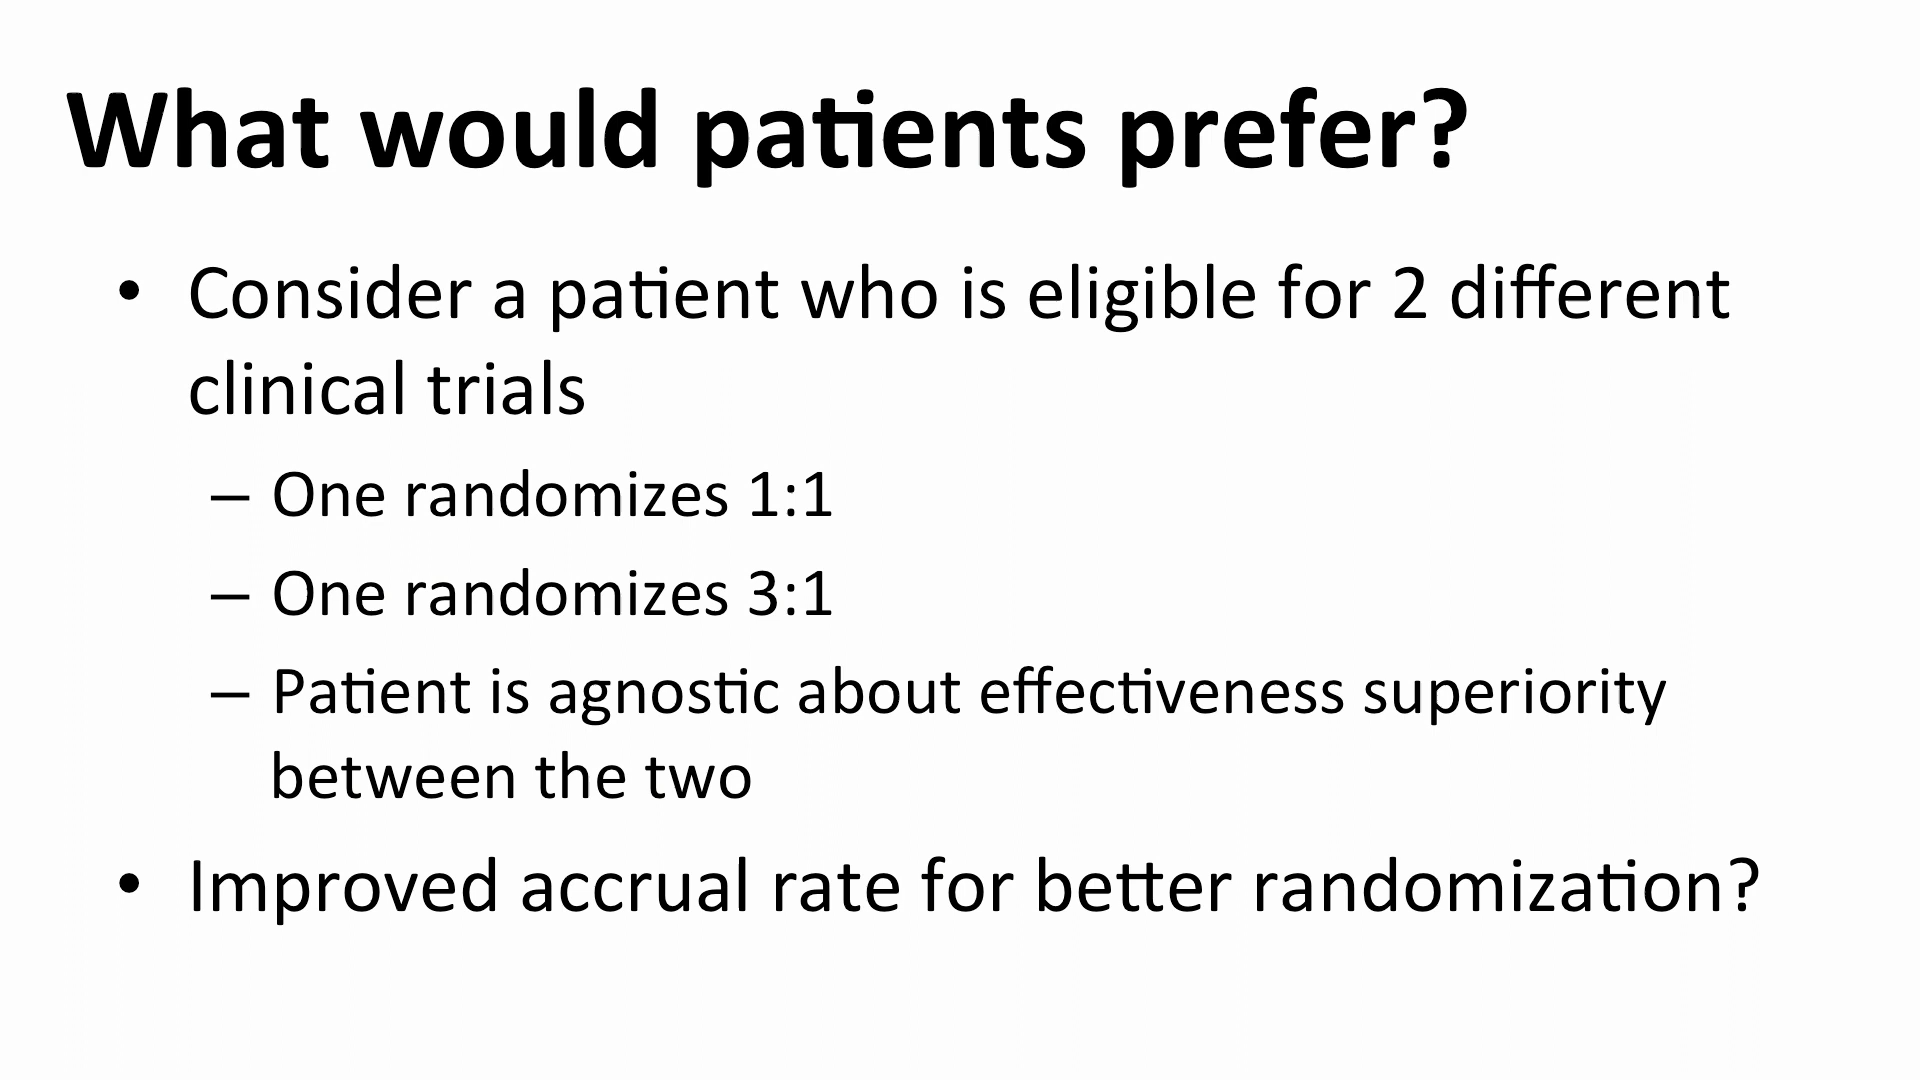 What would patients prefer?
• Consider a patient who is eligible for 2 different
clinical trials
– One randomizes 1:1
– One randomizes 3:1
– Patient is agnostic about effectiveness superiority
between the two
• Improved accrual rate for better randomization?